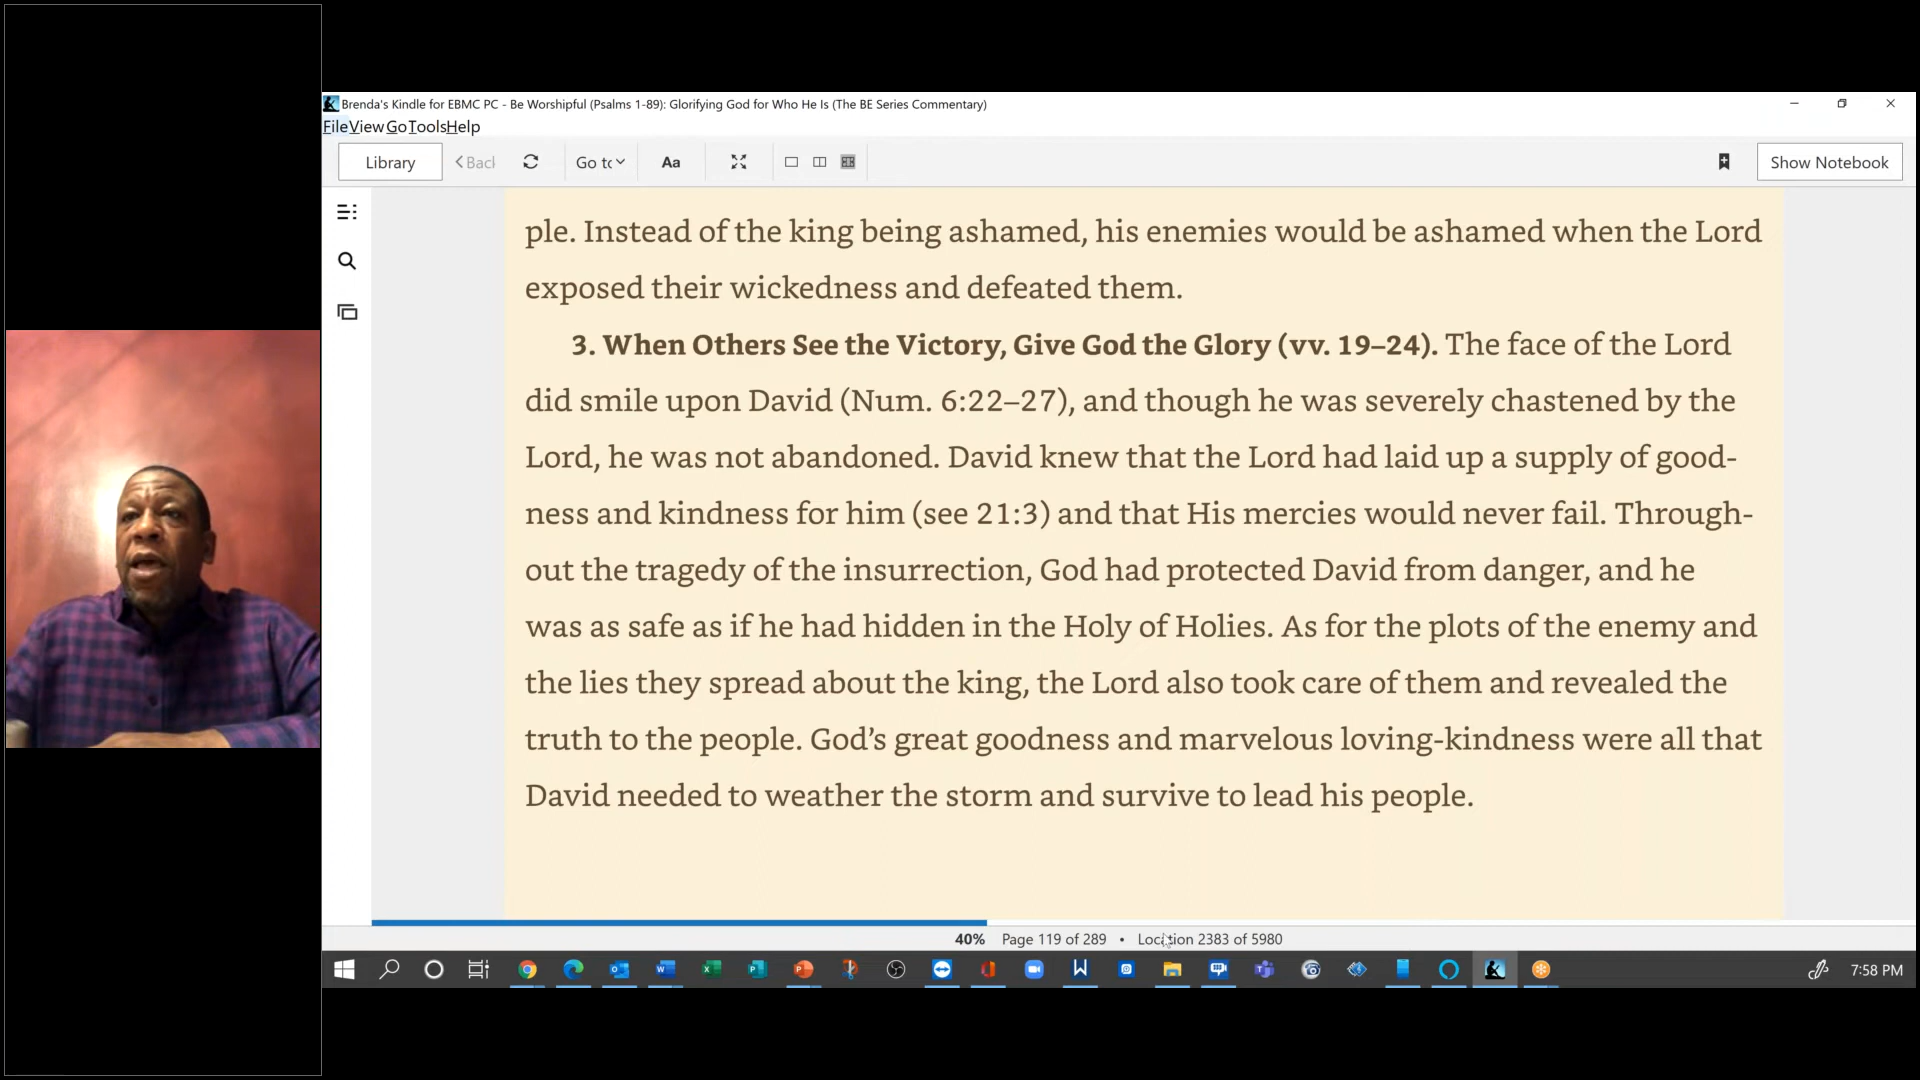 Brenda's Kindle for EBMC PC - Be Worshipful (Psalms 1-89): Glorifying God for Who He Is (The BE Series Commentary)
File View Go Tools Help
Library
Go to
Aa
Show Notebook
ple. Instead of the king being ashamed, his enemies would be ashamed when the Lord
exposed their wickedness and defeated them.
3. When Others See the Victory, Give God the Glory (vv. 19–24). The face of the Lord
did smile upon David (Num. 6:22–27), and though he was severely chastened by the
Lord, he was not abandoned. David knew that the Lord had laid up a supply of good-
ness and kindness for him (see 21:3) and that His mercies would never fail. Through-
out the tragedy of the insurrection, God had protected David from danger, and he
was as safe as if he had hidden in the Holy of Holies. As for the plots of the enemy and
the lies they spread about the king, the Lord also took care of them and revealed the
truth to the people. God’s great goodness and marvelous loving-kindness were all that
David needed to weather the storm and survive to lead his people.
40% Page 119 of 289 • Location 2383 of 5980
7:58 PM